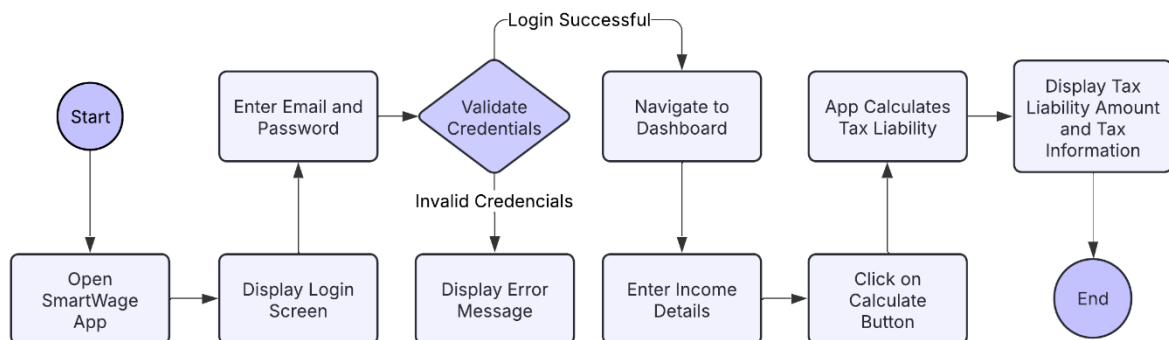 Login Successful
Start
Enter Email and
Password
Validate
Credentials
Navigate to
Dashboard
App Calculates
Tax Liability
Display Tax
Liability Amount
and Tax
Information
Invalid Credencials
Open
SmartWage
App
Display Login
Screen
Display Error
Message
Enter Income
Details
Click on
Calculate
Button
End